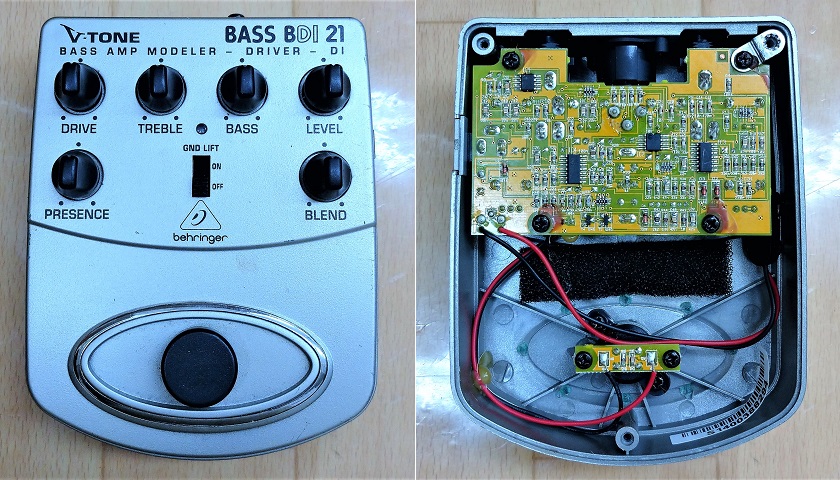 V-TONE
BASS BDI 21
BASS AMP MODELER - DRIVER - DI
DRIVE
TREBLE
BASS
LEVEL
GND LIFT
ON
OFF
PRESENCE
BLEND
behringer